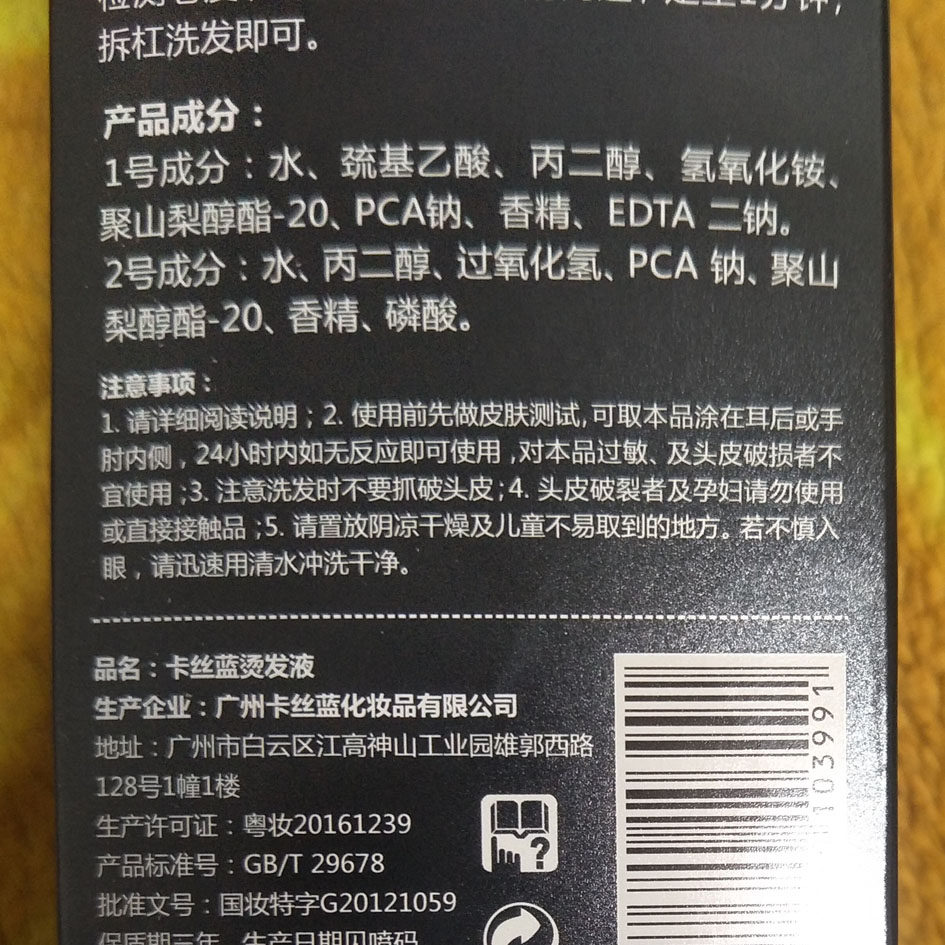 拆杠洗发即可。
产品成分：
1号成分：水、巯基乙酸、丙二醇、氢氧化铵、
聚山梨醇酯-20、PCA钠、香精、EDTA 二钠。
2号成分：水、丙二醇、过氧化氢、PCA 钠、聚山
梨醇酯-20、香精、磷酸。
注意事项：
1. 请详细阅读说明；2. 使用前先做皮肤测试,可取本品涂在耳后或手
肘内侧，24小时内如无反应即可使用,对本品过敏、及头皮破损者不
宜使用;3. 注意洗发时不要抓破头皮;4. 头皮破裂者及孕妇请勿使用
或直接接触品;5. 请置放阴凉干燥及儿童不易取到的地方。若不慎入
眼，请迅速用清水冲洗干净。
品名：卡丝蓝烫发液
生产企业：广州卡丝蓝化妆品有限公司
地址：广州市白云区江高神山工业园雄郭西路
128号1幢1楼
生产许可证：粤妆20161239
产品标准号：GB/T 29678
批准文号：国妆特字G20121059
保质期三年 生产日期见喷码
103991